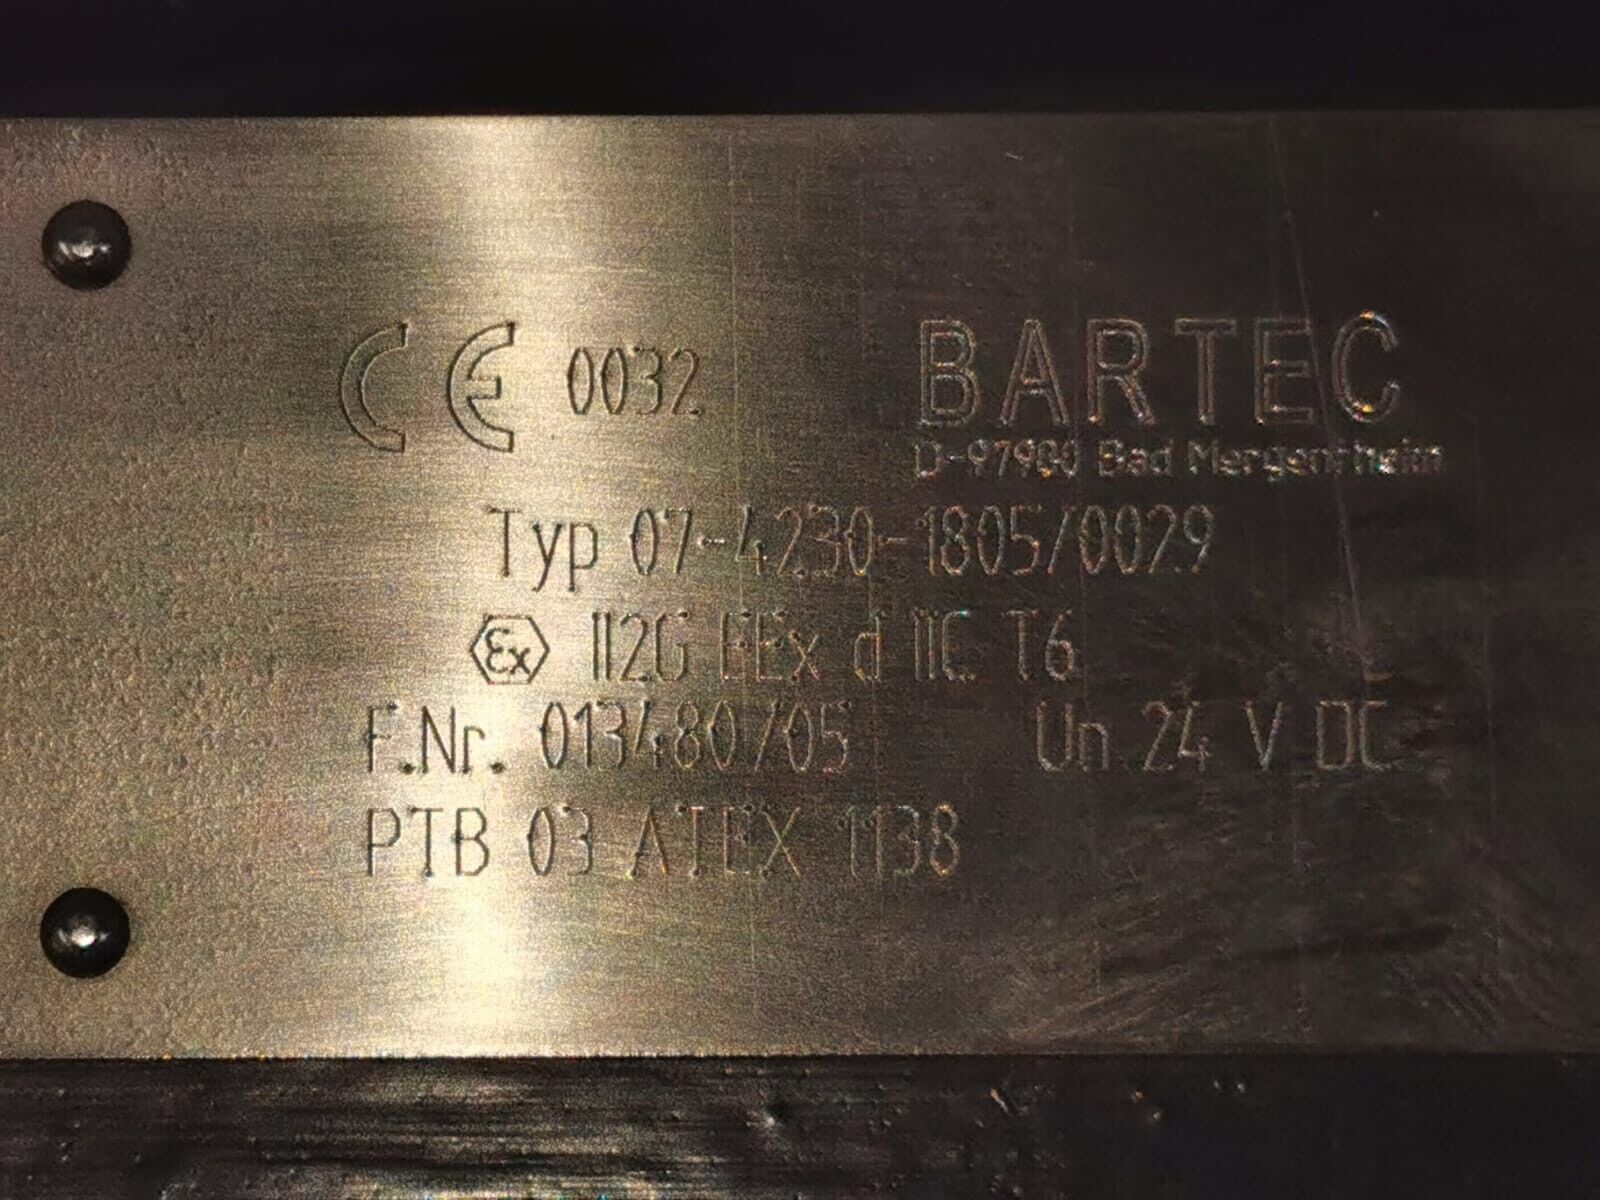 CE 0032 BARTEC
D-97980 Bad Mergentheim
Typ 07-4230-1805/0029
Ex II2G EEx d IIC T6
F.Nr. 013480/05 Un 24 V DC
PTB 03 ATEX 1138